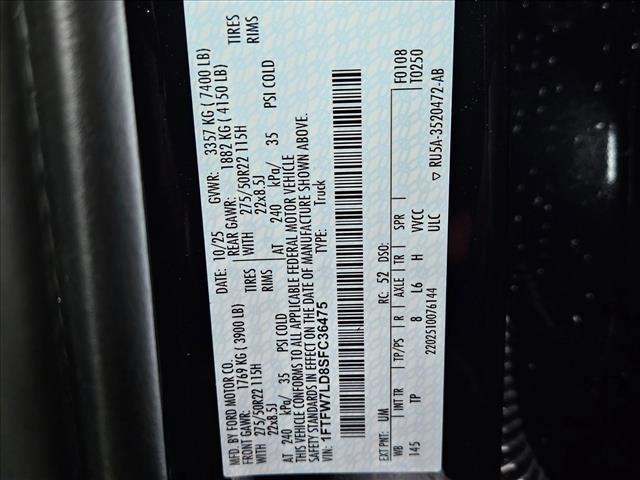 MFD. BY FORD MOTOR CO.
DATE: 10/25 GVWR: 3357 KG ( 7400 LB)
FRONT GAWR: 1769 KG ( 3900 LB) REAR GAWR: 1882 KG ( 4150 LB)
WITH 275/50R22 115H TIRES WITH 275/50R22 115H TIRES
22x8.5J RIMS 22x8.5J RIMS
AT 240 kPa/ 35 PSI COLD AT 240 kPa/ 35 PSI COLD
THIS VEHICLE CONFORMS TO ALL APPLICABLE FEDERAL MOTOR VEHICLE
SAFETY STANDARDS IN EFFECT ON THE DATE OF MANUFACTURE SHOWN ABOVE.
VIN: 1FTFW7LD8SFC36475 TYPE: Truck
F0108
T0250
EXT PNT: UM RC: 52 DSO:
WB INT TR TP/PS R AXLE TR SPR
145 TP 8 L6 H VVCC
2202510076144 ULC
▽ RU5A-3520472-AB